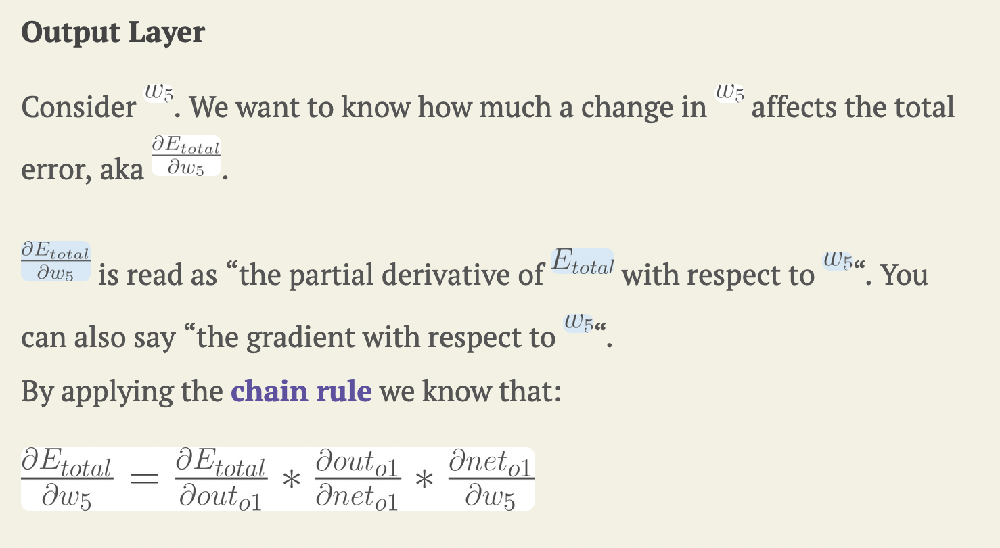 Output Layer
Consider $w_5$. We want to know how much a change in $w_5$ affects the total
error, aka $\frac{\partial E_{total}}{\partial w_5}$.
$\frac{\partial E_{total}}{\partial w_5}$ is read as “the partial derivative of $E_{total}$ with respect to $w_5$“. You
can also say “the gradient with respect to $w_5$“.
By applying the chain rule we know that:
$\frac{\partial E_{total}}{\partial w_5} = \frac{\partial E_{total}}{\partial out_{o1}} * \frac{\partial out_{o1}}{\partial net_{o1}} * \frac{\partial net_{o1}}{\partial w_5}$